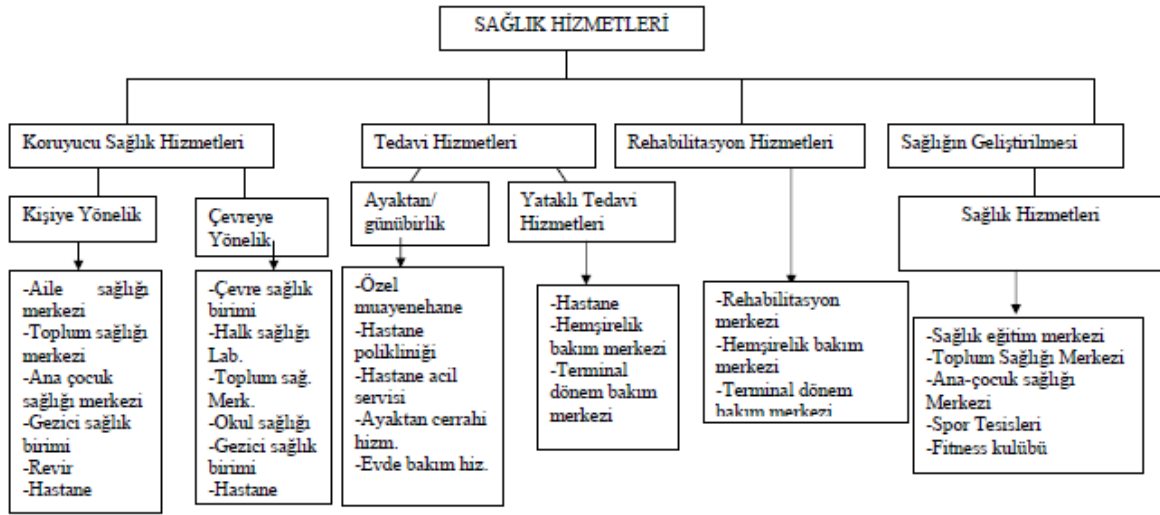 SAĞLIK HİZMETLERİ
Koruyucu Sağlık Hizmetleri
Tedavi Hizmetleri
Rehabilitasyon Hizmetleri
Sağlığın Geliştirilmesi
Kişiye Yönelik
Çevreye
Yönelik
Ayaktan/
günübirlik
Yataklı Tedavi
Hizmetleri
Sağlık Hizmetleri
-Aile sağlığı
merkezi
-Toplum sağlığı
merkezi
-Ana çocuk
sağlığı merkezi
-Gezici sağlık
birimi
-Revir
-Hastane
-Çevre sağlık
birimi
-Halk sağlığı
Lab.
-Toplum sağ.
Merk.
-Okul sağlığı
-Gezici sağlık
birimi
-Hastane
-Özel
muayenehane
-Hastane
polikliniği
-Hastane acil
servisi
-Ayaktan cerrahi
hizm.
-Evde bakım hiz.
-Hastane
-Hemşirelik
bakım merkezi
-Terminal
dönem bakım
merkezi
-Rehabilitasyon
merkezi
-Hemşirelik bakım
merkezi
-Terminal dönem
bakım merkezi
-Sağlık eğitim merkezi
-Toplum Sağlığı Merkezi
-Ana-çocuk sağlığı
Merkezi
-Spor Tesisleri
-Fitness kulübü